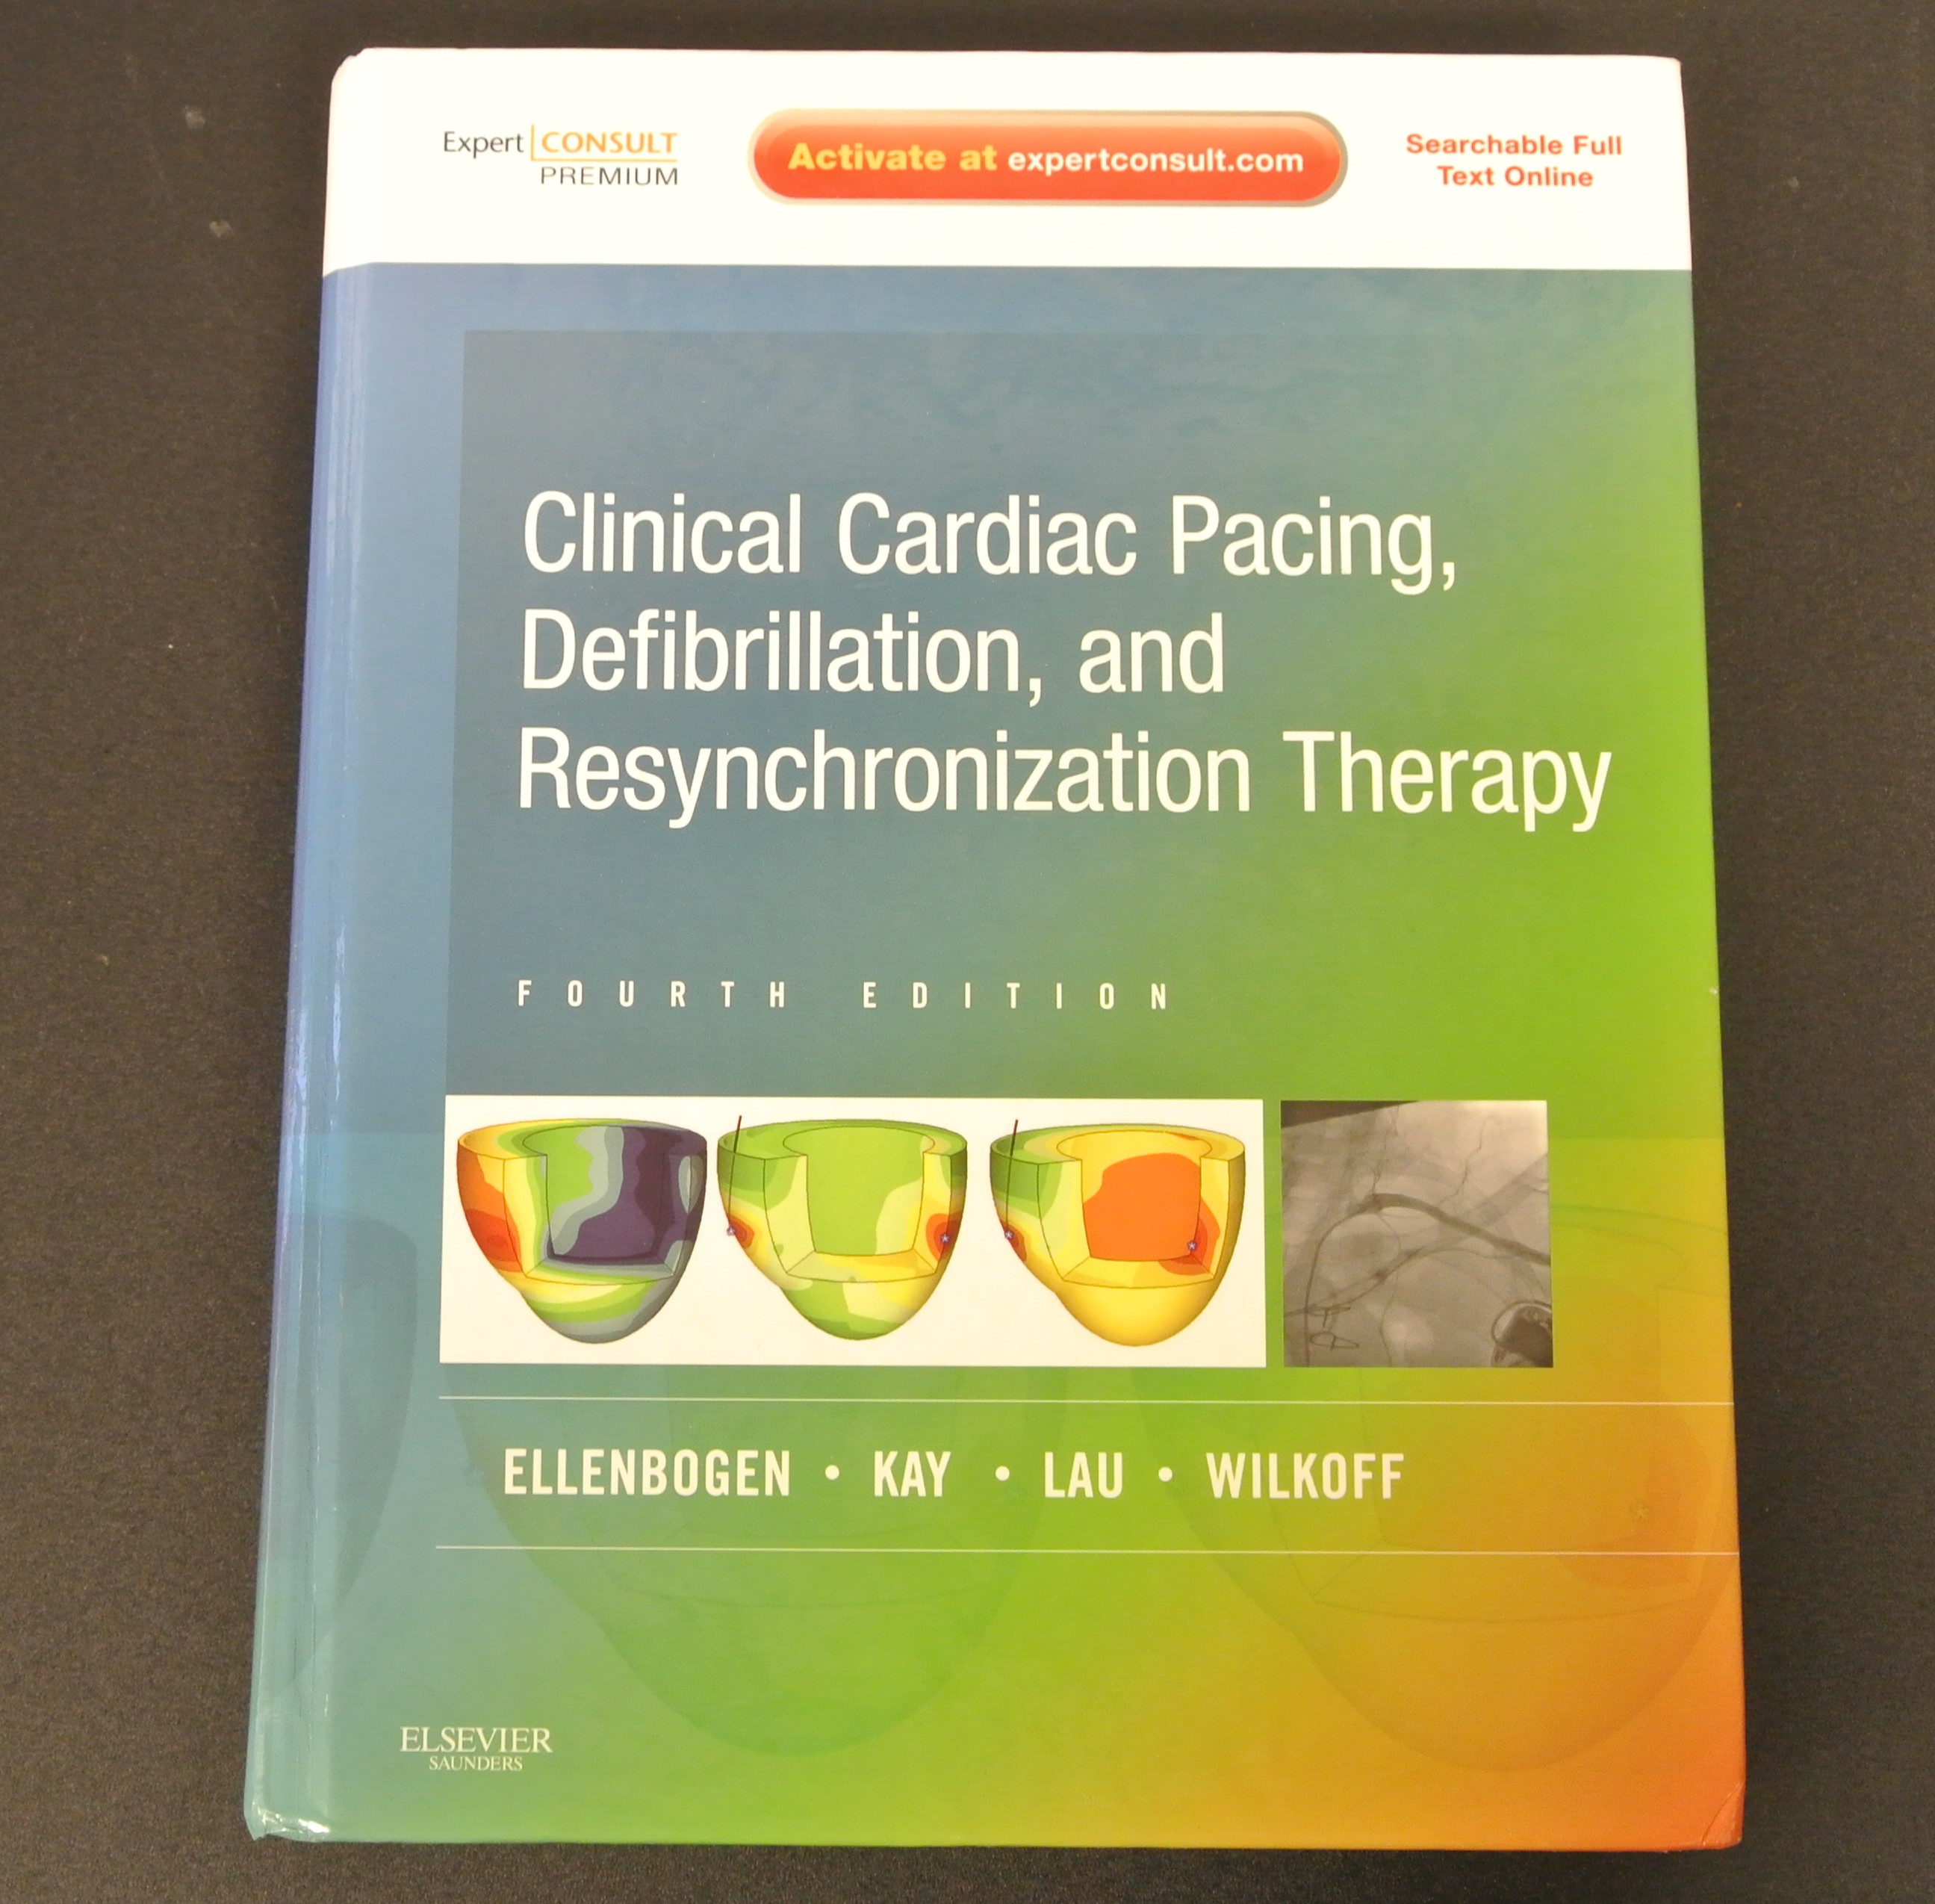 Expert CONSULT
PREMIUM
Activate at expertconsult.com
Searchable Full
Text Online
Clinical Cardiac Pacing,
Defibrillation, and
Resynchronization Therapy
FOURTH EDITION
ELLENBOGEN • KAY • LAU • WILKOFF
ELSEVIER
SAUNDERS